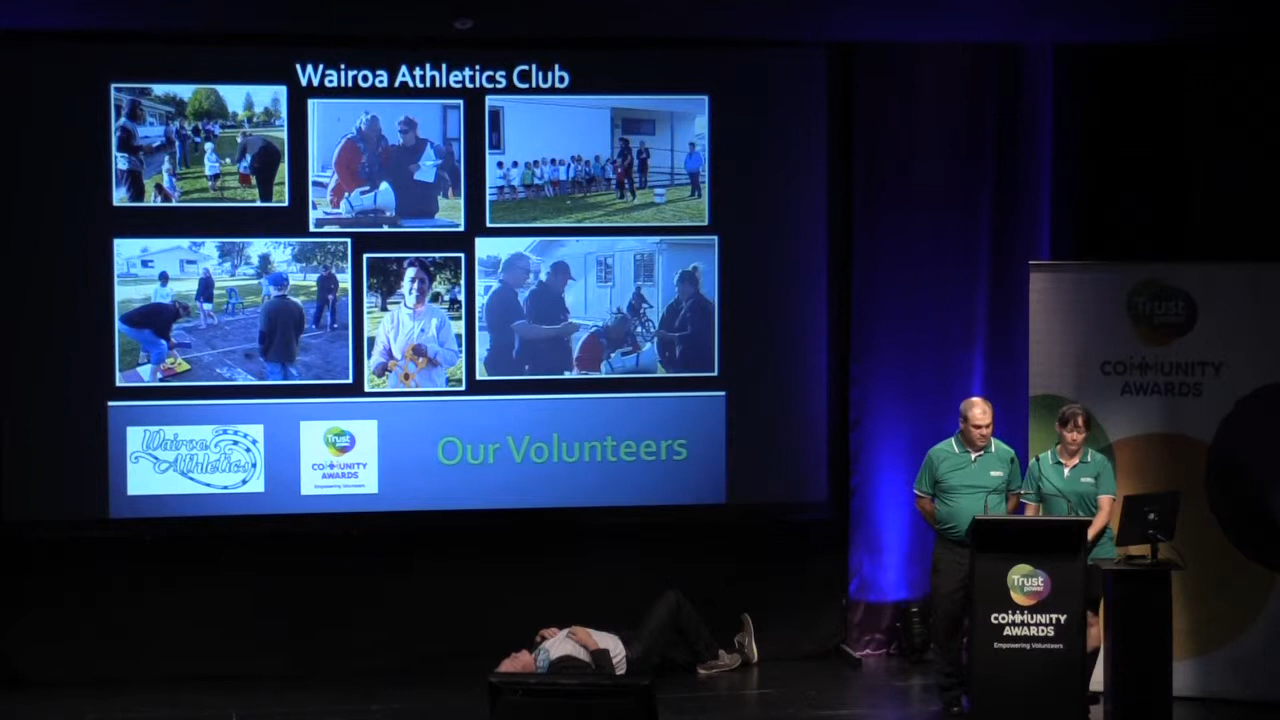 Wairoa Athletics Club
Wairoa
Athletics
Trust
power
COMMUNITY
AWARDS
Empowering Volunteers
Our Volunteers
Trust
power
COMMUNITY
AWARDS
Trust
power
COMMUNITY
AWARDS
Empowering Volunteers